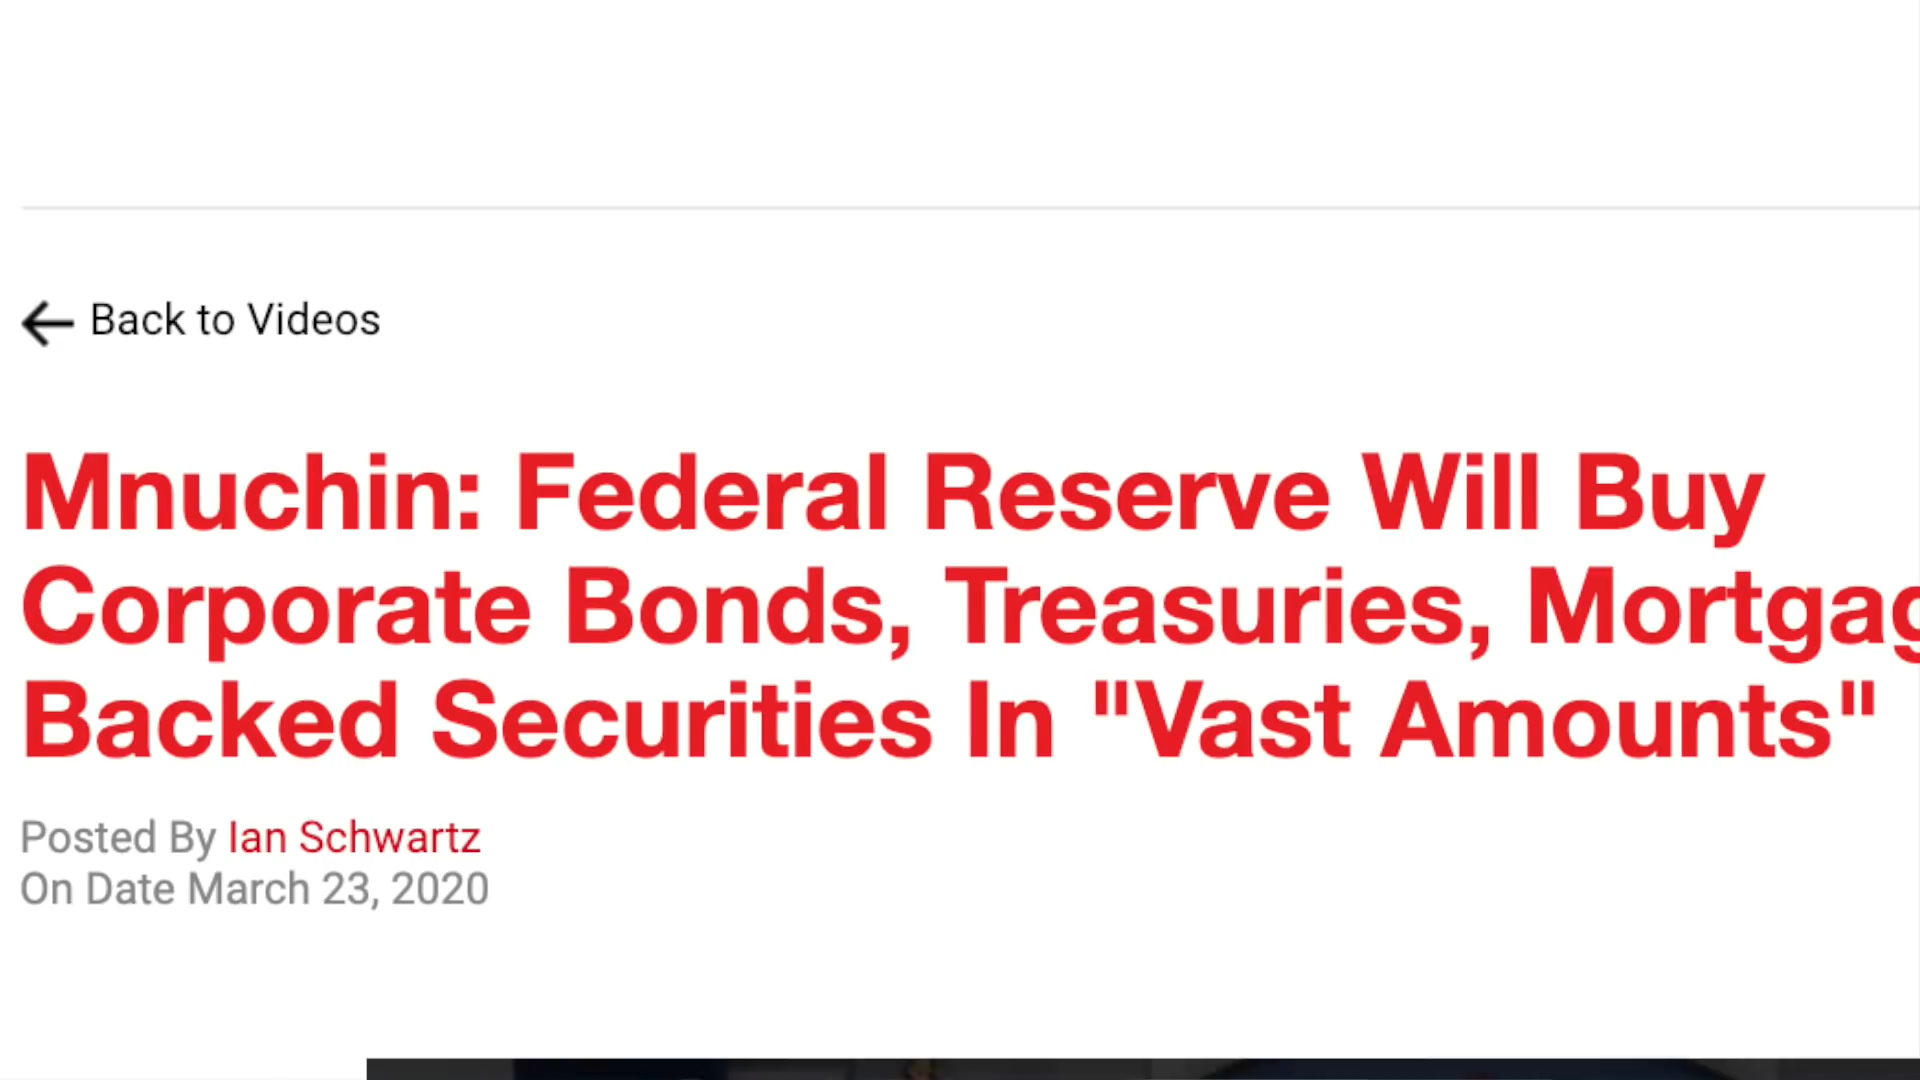 Back to Videos
Mnuchin: Federal Reserve Will Buy
Corporate Bonds, Treasuries, Mortgag
Backed Securities In "Vast Amounts"
Posted By Ian Schwartz
On Date March 23, 2020